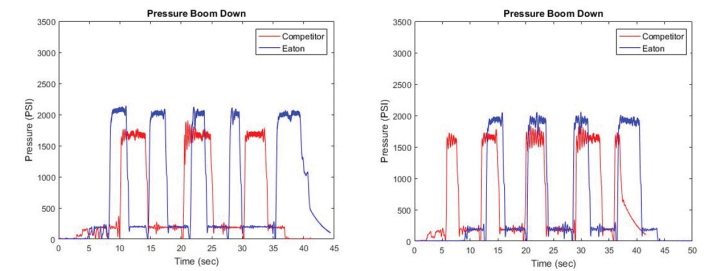 Pressure Boom Down
Pressure (PSI)
3500
3000
2500
2000
1500
1000
500
0
Competitor
Eaton
0 5 10 15 20 25 30 35 40 45
Time (sec)
Pressure Boom Down
Pressure (PSI)
3500
3000
2500
2000
1500
1000
500
0
Competitor
Eaton
0 5 10 15 20 25 30 35 40 45 50
Time (sec)